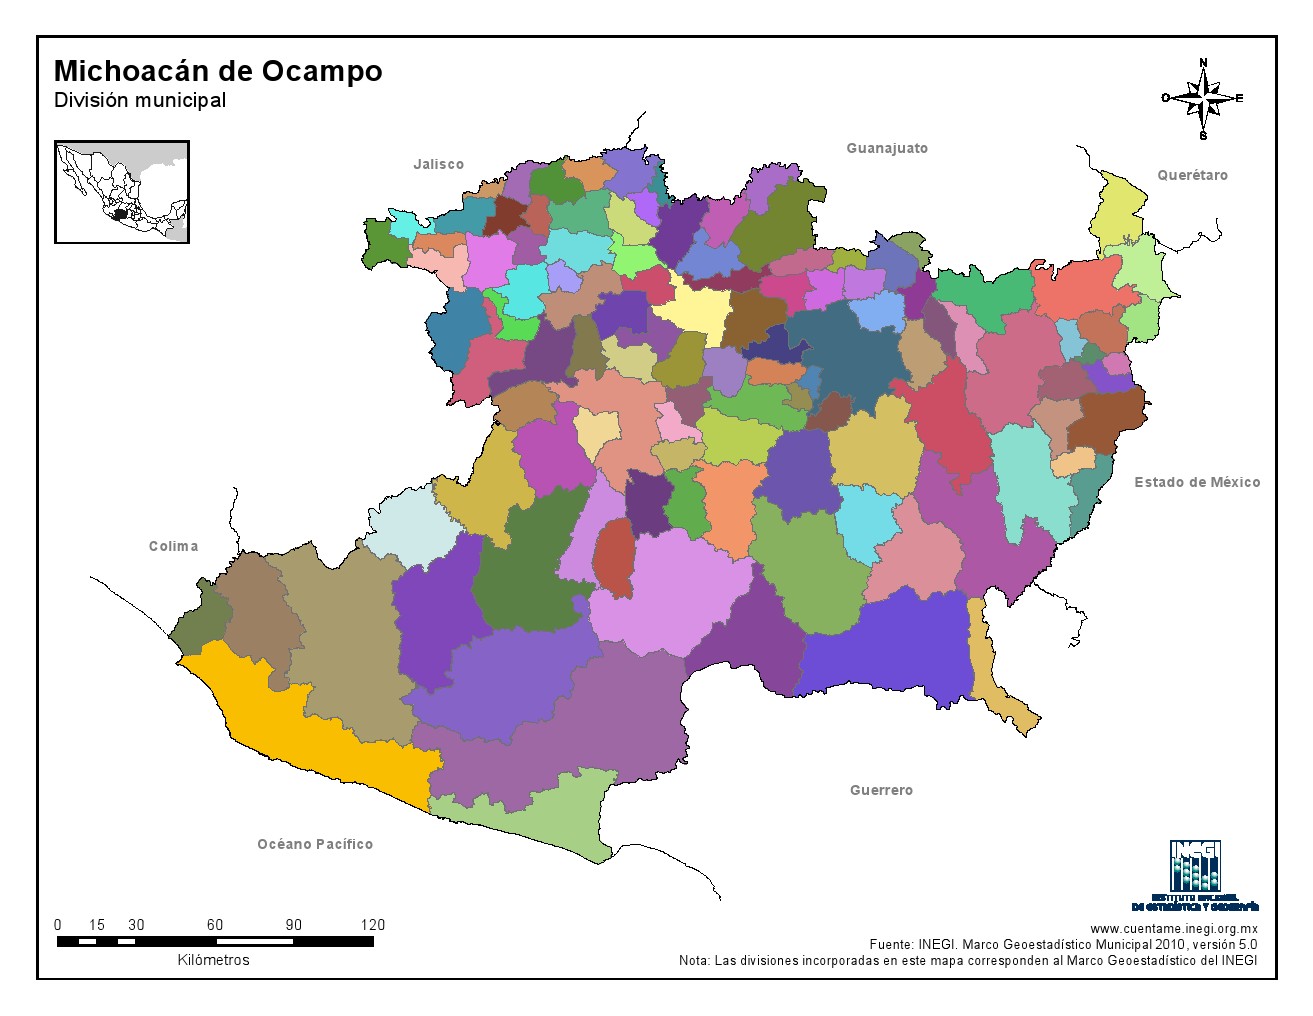 Michoacán de Ocampo
División municipal
N
O
E
S
Jalisco
Guanajuato
Querétaro
Estado de México
Colima
Guerrero
Océano Pacífico
0 15 30 60 90 120
Kilómetros
INEGI
INSTITUTO NACIONAL
DE ESTADÍSTICA Y GEOGRAFÍA
www.cuentame.inegi.org.mx
Fuente: INEGI. Marco Geoestadístico Municipal 2010, versión 5.0
Nota: Las divisiones incorporadas en este mapa corresponden al Marco Geoestadístico del INEGI